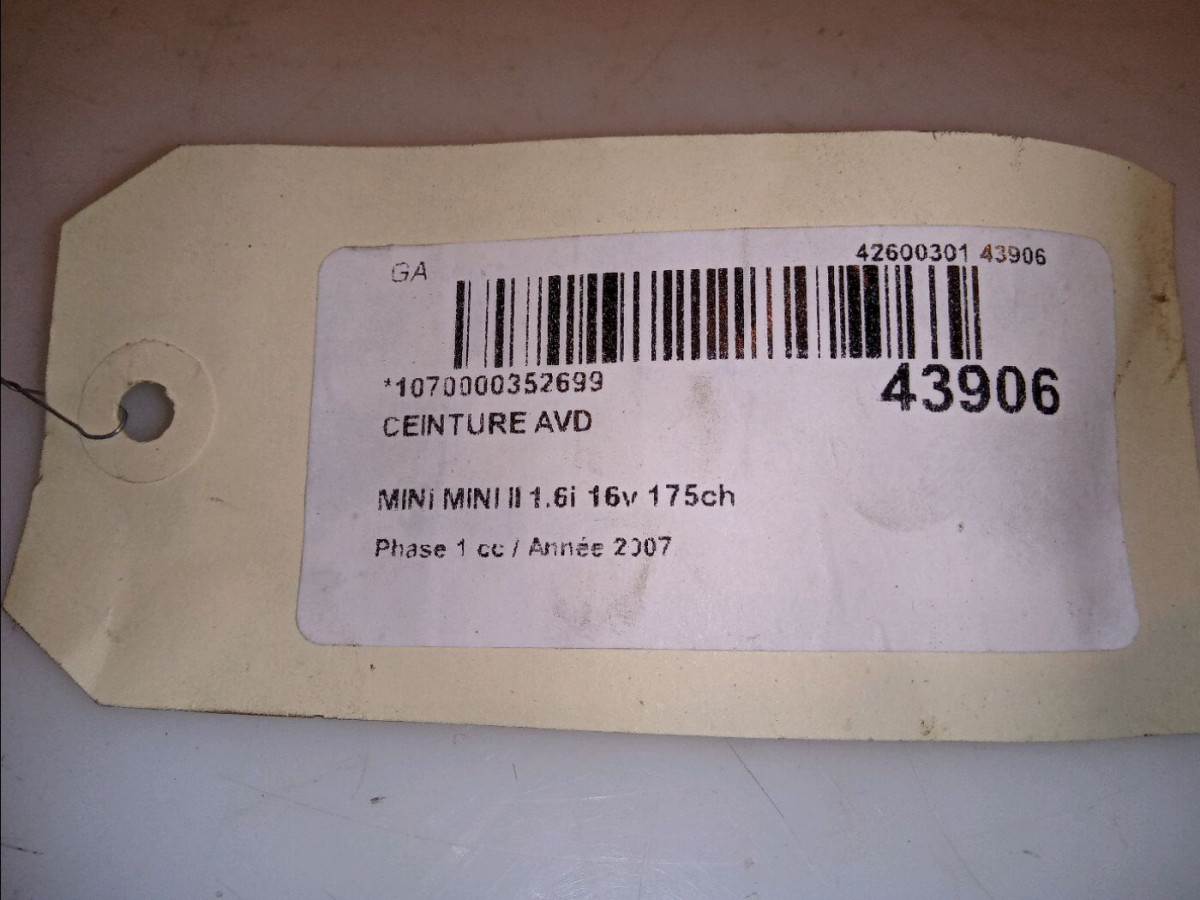 GA 42600301 43906
*1070000352699 43906
CEINTURE AVD
MINI MINI II 1.6i 16v 175ch
Phase 1 cc / Année 2007